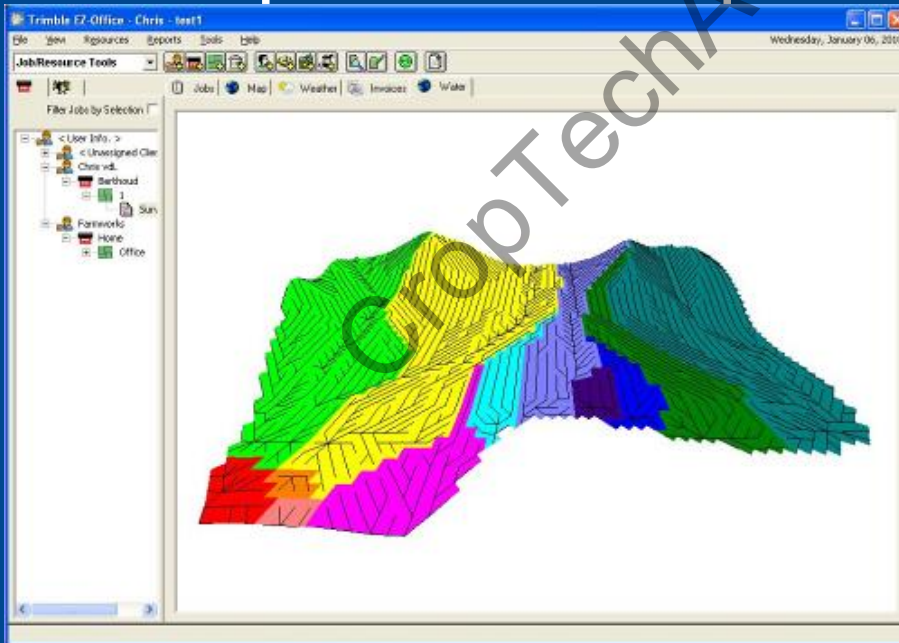 Trimble EZ-Office - Chris - test1
File View Resources Reports Tools Help
Wednesday, January 06, 201
Job/Resource Tools
Jobs Map Weather Invoices Water
Filter Jobs by Selection
< User Info. >
< Unassigned Clie
Chris vdL
Berthoud
1
Sur
Farmworks
Home
Office
CropTechA